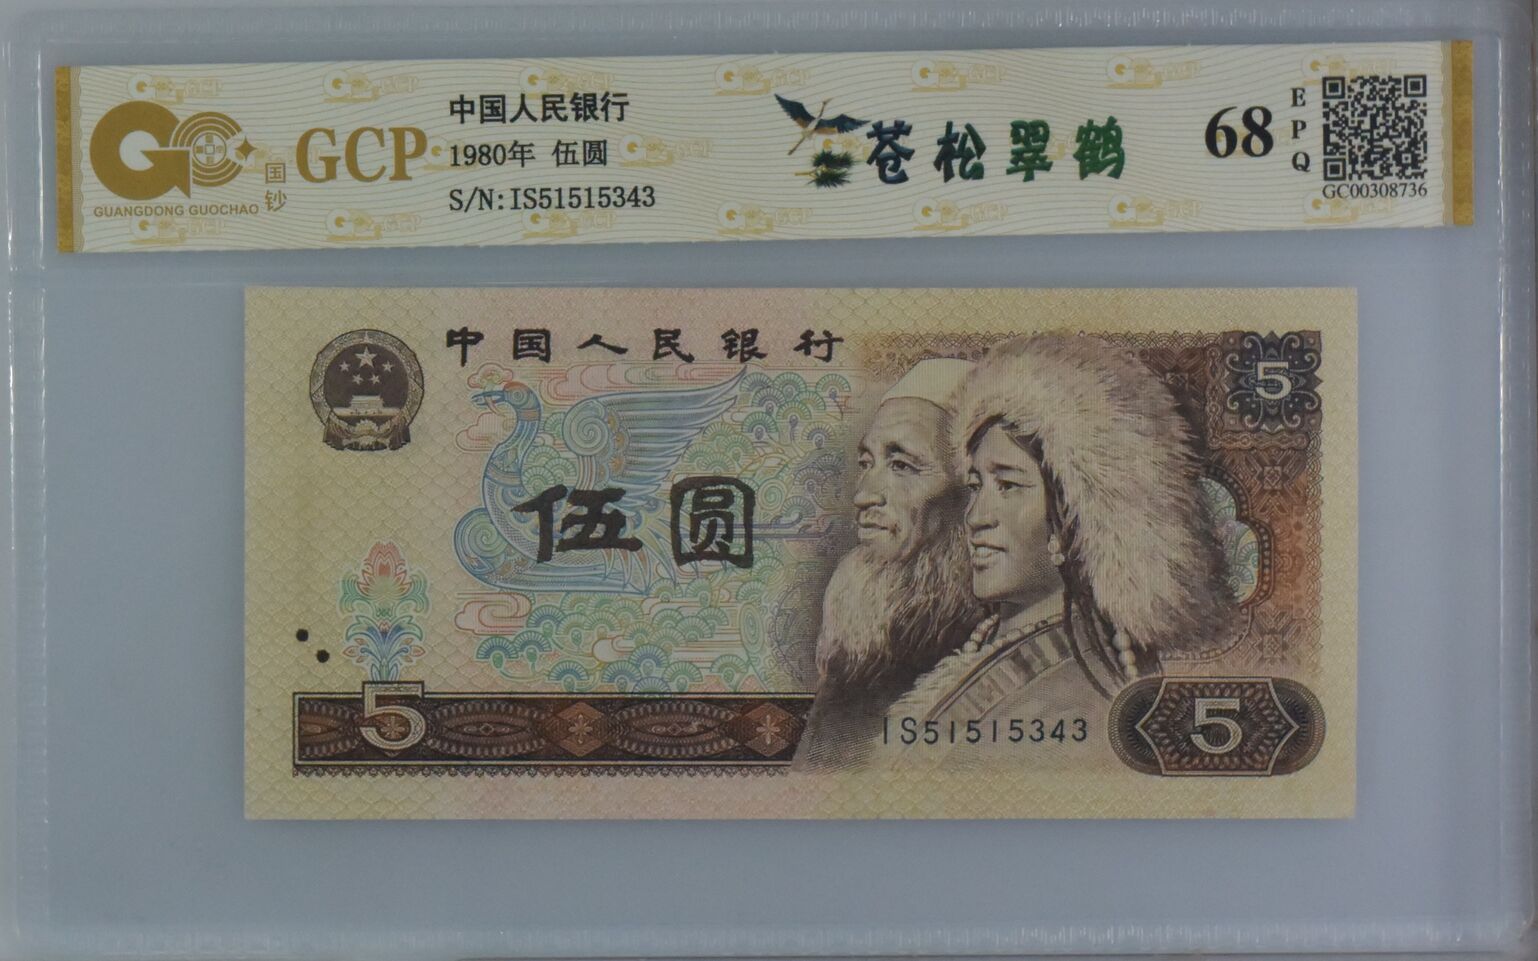 GUANGDONG GUOCHAO
国钞
GCP
中国人民银行
1980年 伍圆
S/N:IS51515343
苍松翠鹤
68
EPQ
GC00308736
中国人民银行
5
伍圆
5
IS51515343
5